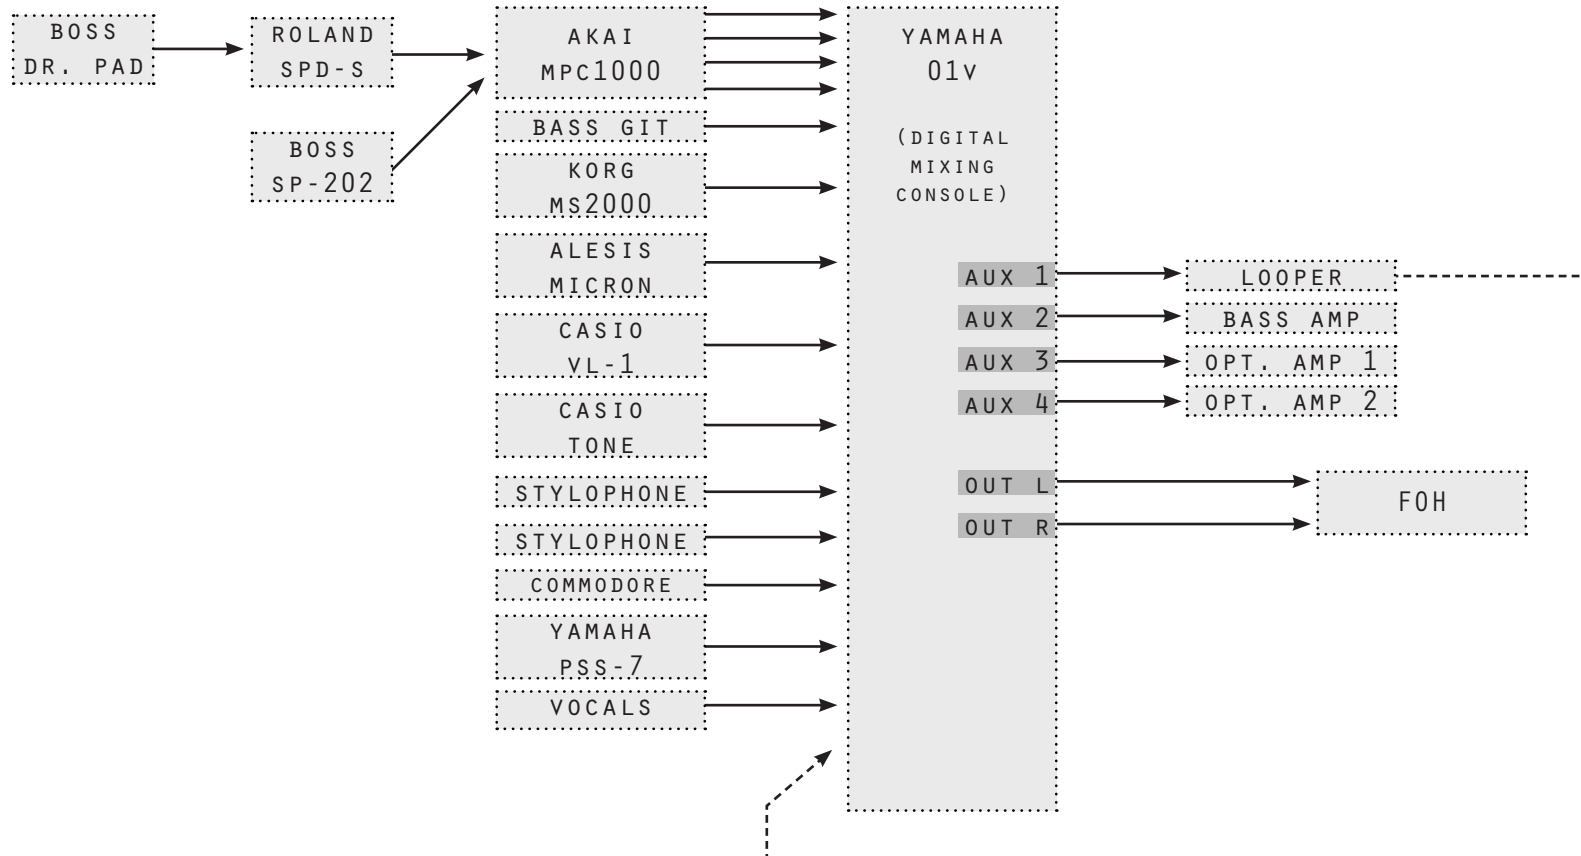 BOSS
DR. PAD
ROLAND
SPD-S
BOSS
SP-202
AKAI
MPC1000
BASS GIT
KORG
MS2000
ALESIS
MICRON
CASIO
VL-1
CASIO
TONE
STYLOPHONE
STYLOPHONE
COMMODORE
YAMAHA
PSS-7
VOCALS
YAMAHA
01V
(DIGITAL
MIXING
CONSOLE)
AUX 1
AUX 2
AUX 3
AUX 4
OUT L
OUT R
LOOPER
BASS AMP
OPT. AMP 1
OPT. AMP 2
FOH